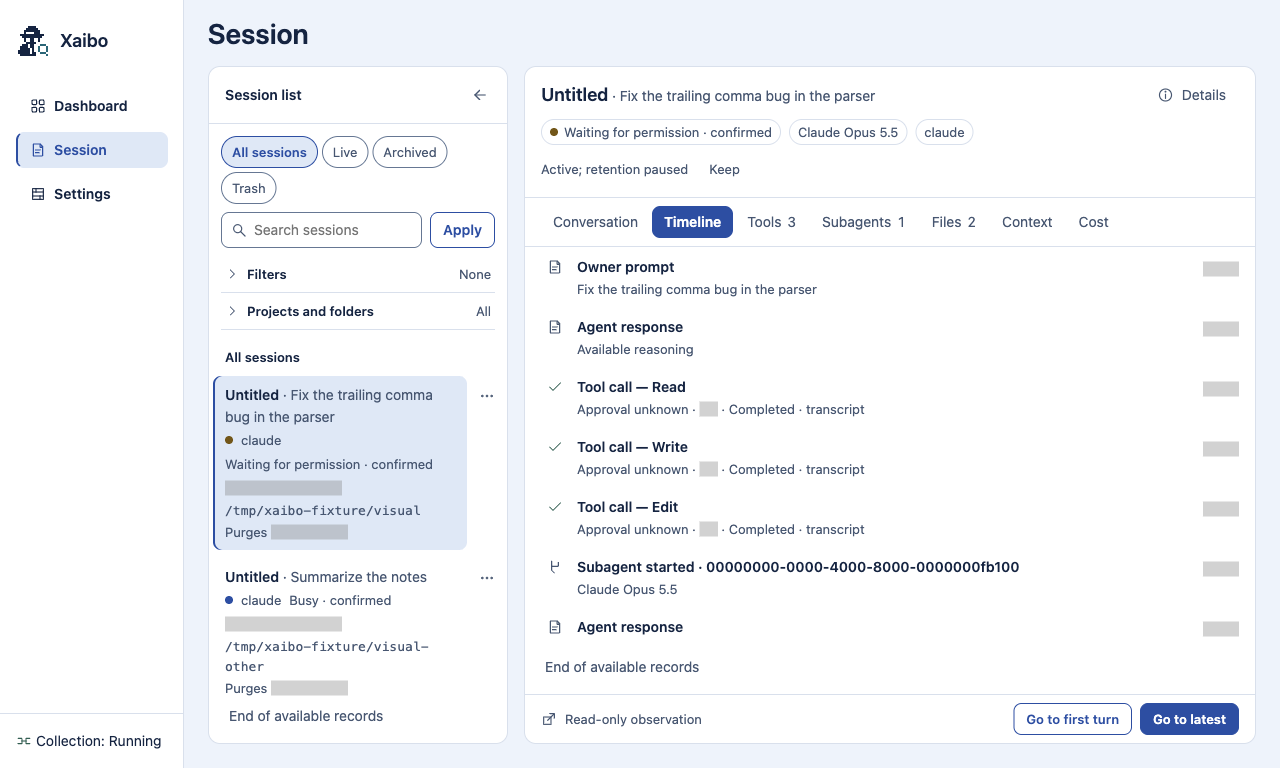 Xaibo
Dashboard
Session
Settings
Collection: Running
Session
Session list
All sessions
Live
Archived
Trash
Search sessions
Apply
Filters
None
Projects and folders
All
All sessions
Untitled · Fix the trailing comma
bug in the parser
claude
Waiting for permission · confirmed
/tmp/xaibo-fixture/visual
Purges
Untitled · Summarize the notes
claude Busy · confirmed
/tmp/xaibo-fixture/visual-
other
Purges
End of available records
Untitled · Fix the trailing comma bug in the parser
Details
Waiting for permission · confirmed
Claude Opus 5.5
claude
Active; retention paused
Keep
Conversation
Timeline
Tools 3
Subagents 1
Files 2
Context
Cost
Owner prompt
Fix the trailing comma bug in the parser
Agent response
Available reasoning
Tool call — Read
Approval unknown · · Completed · transcript
Tool call — Write
Approval unknown · · Completed · transcript
Tool call — Edit
Approval unknown · · Completed · transcript
Subagent started · 00000000-0000-4000-8000-0000000fb100
Claude Opus 5.5
Agent response
End of available records
Read-only observation
Go to first turn
Go to latest